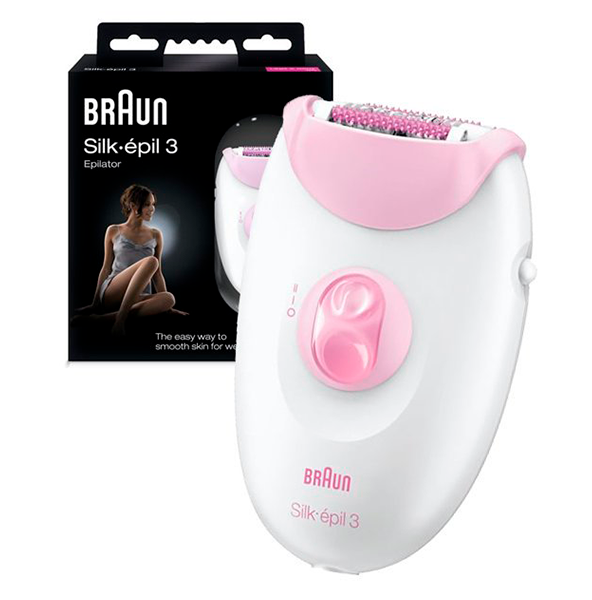 BRAUN
Silk·épil 3
Epilator
The easy way to
smooth skin for we
BRAUN
Silk·épil 3